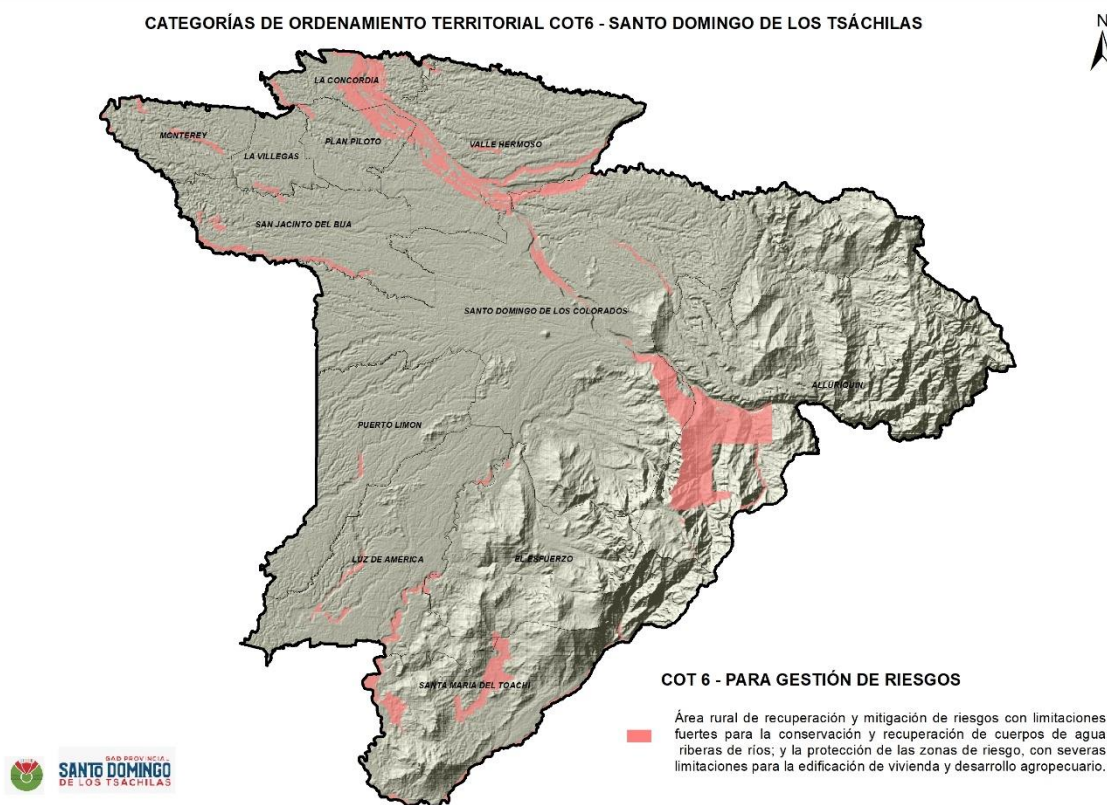 CATEGORÍAS DE ORDENAMIENTO TERRITORIAL COT6 - SANTO DOMINGO DE LOS TSÁCHILAS
N
LA CONCORDIA
MONTEREY
PLAN PILOTO
VALLE HERMOSO
LA VILLEGAS
SAN JACINTO DEL BUA
SANTO DOMINGO DE LOS COLORADOS
ALLURIQUIN
PUERTO LIMON
LUZ DE AMERICA
EL ESFUERZO
SANTA MARIA DEL TOACHI
COT 6 - PARA GESTIÓN DE RIESGOS
Área rural de recuperación y mitigación de riesgos con limitaciones
fuertes para la conservación y recuperación de cuerpos de agua
riberas de ríos; y la protección de las zonas de riesgo, con severas
limitaciones para la edificación de vivienda y desarrollo agropecuario.
GAD PROVINCIAL
SANTO DOMINGO
DE LOS TSÁCHILAS